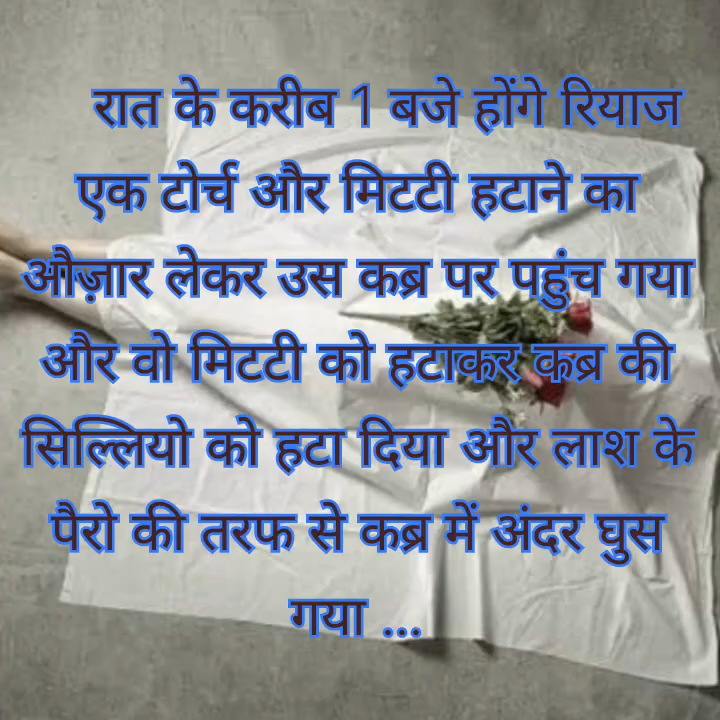 रात के करीब 1 बजे होंगे रियाज
एक टोर्च और मिटटी हटाने का
औज़ार लेकर उस कब्र पर पहुंच गया
और वो मिटटी को हटाकर कब्र की
सिल्लियो को हटा दिया और लाश के
पैरो की तरफ से कब्र में अंदर घुस
गया ...